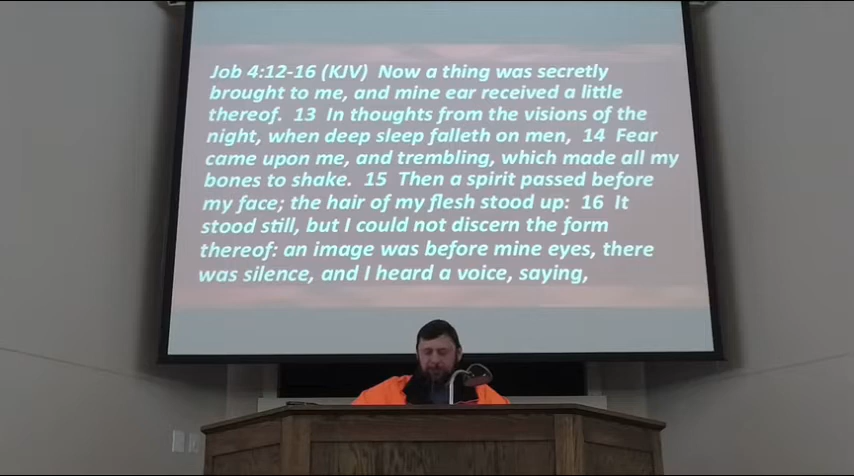 Job 4:12-16 (KJV)  Now a thing was secretly
brought to me, and mine ear received a little
thereof.  13  In thoughts from the visions of the
night, when deep sleep falleth on men,  14  Fear
came upon me, and trembling, which made all my
bones to shake.  15  Then a spirit passed before
my face; the hair of my flesh stood up:  16  It
stood still, but I could not discern the form
thereof: an image was before mine eyes, there
was silence, and I heard a voice, saying,